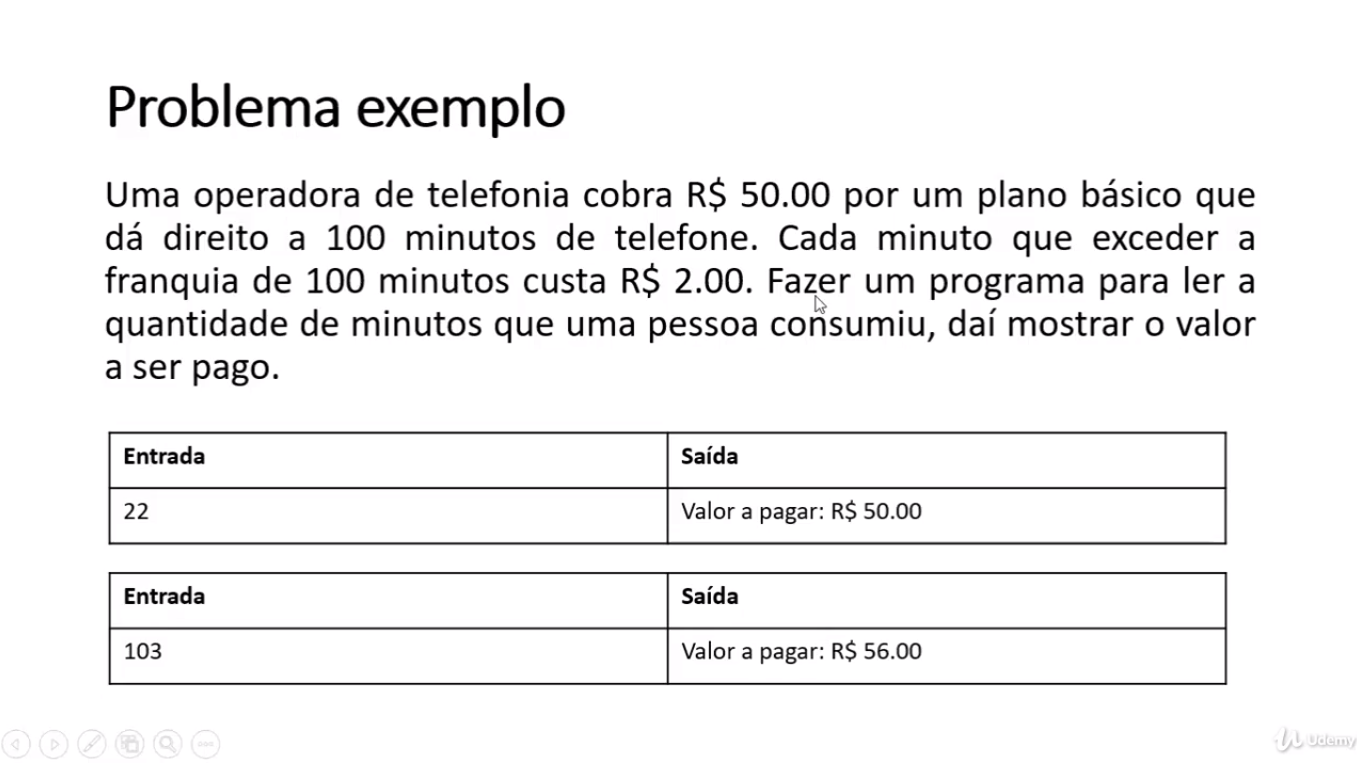 Problema exemplo
Uma operadora de telefonia cobra R$ 50.00 por um plano básico que
dá direito a 100 minutos de telefone. Cada minuto que exceder a
franquia de 100 minutos custa R$ 2.00. Fazer um programa para ler a
quantidade de minutos que uma pessoa consumiu, daí mostrar o valor
a ser pago.
Entrada Saída
22 Valor a pagar: R$ 50.00
Entrada Saída
103 Valor a pagar: R$ 56.00
Udemy